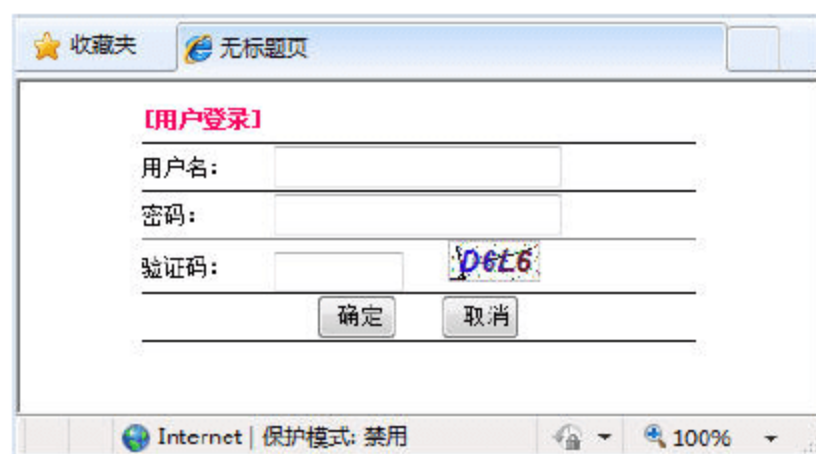 收藏夹 无标题页
[用户登录]
用户名:
密码:
验证码: D6L6
确定 取消
Internet | 保护模式: 禁用 100%